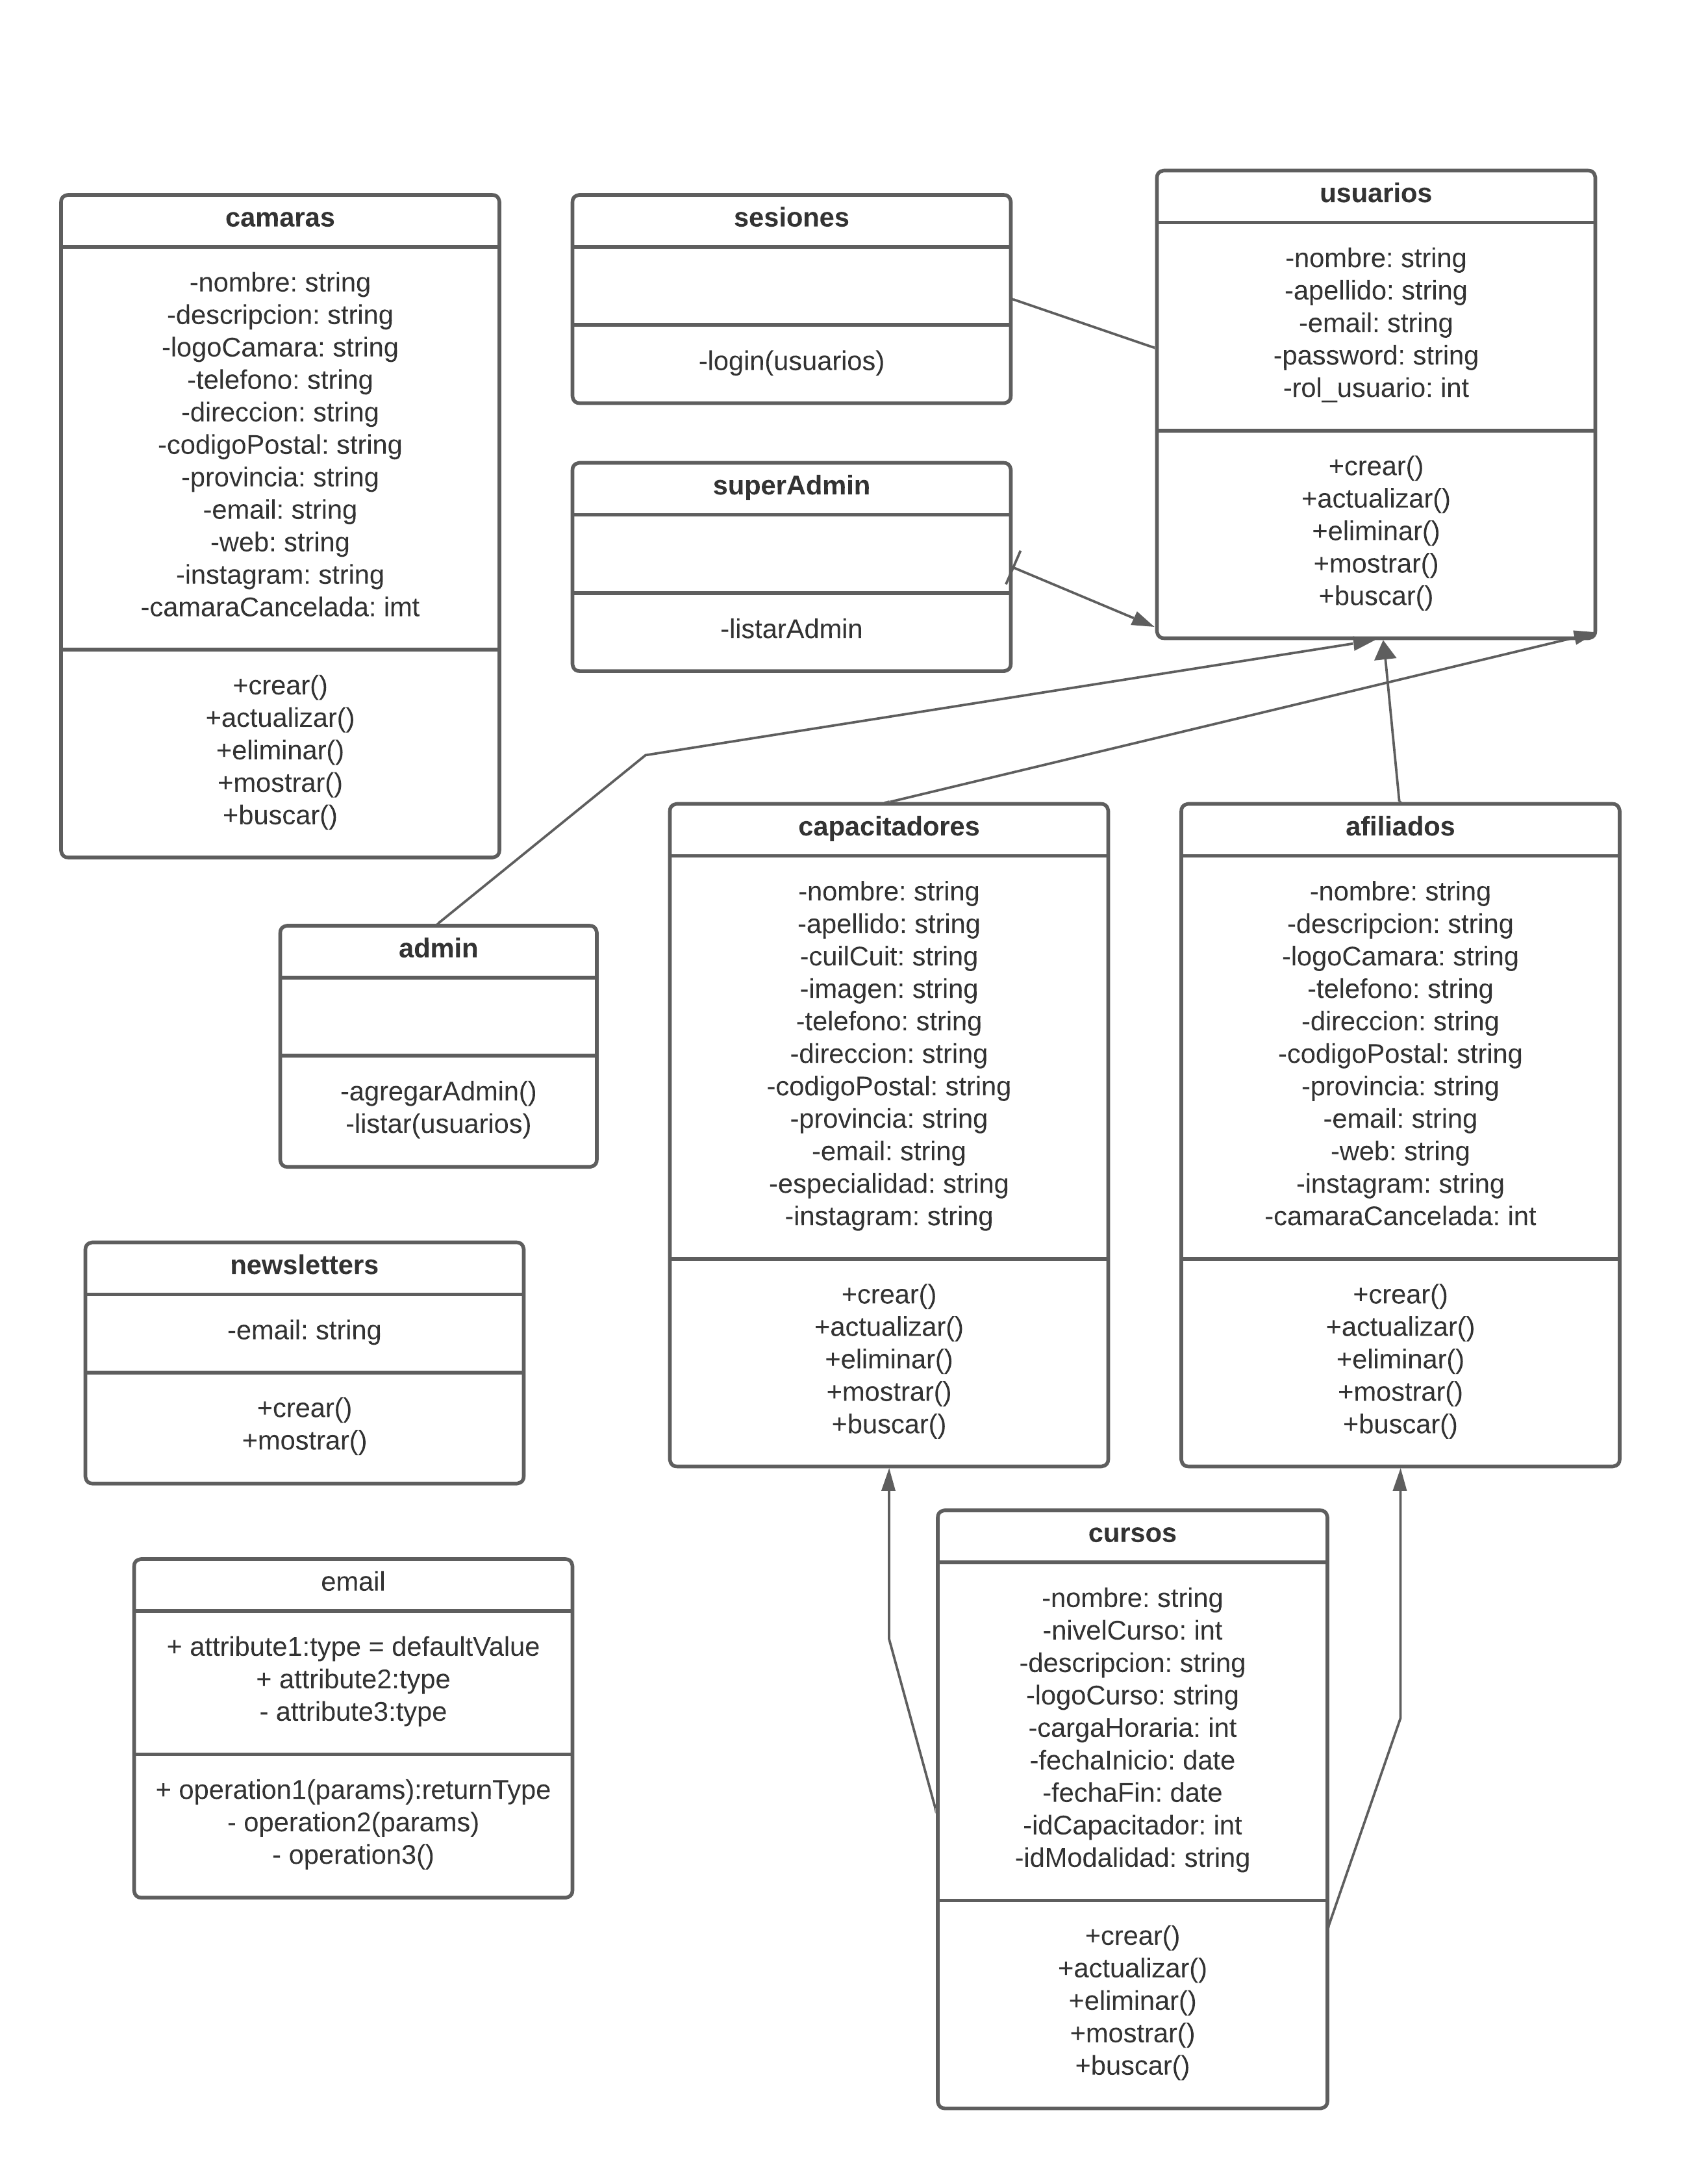 camaras
-nombre: string
-descripcion: string
-logoCamara: string
-telefono: string
-direccion: string
-codigoPostal: string
-provincia: string
-email: string
-web: string
-instagram: string
-camaraCancelada: imt
+crear()
+actualizar()
+eliminar()
+mostrar()
+buscar()
sesiones
-login(usuarios)
usuarios
-nombre: string
-apellido: string
-email: string
-password: string
-rol_usuario: int
+crear()
+actualizar()
+eliminar()
+mostrar()
+buscar()
superAdmin
-listarAdmin
admin
-agregarAdmin()
-listar(usuarios)
capacitadores
-nombre: string
-apellido: string
-cuilCuit: string
-imagen: string
-telefono: string
-direccion: string
-codigoPostal: string
-provincia: string
-email: string
-especialidad: string
-instagram: string
+crear()
+actualizar()
+eliminar()
+mostrar()
+buscar()
afiliados
-nombre: string
-descripcion: string
-logoCamara: string
-telefono: string
-direccion: string
-codigoPostal: string
-provincia: string
-email: string
-web: string
-instagram: string
-camaraCancelada: int
+crear()
+actualizar()
+eliminar()
+mostrar()
+buscar()
newsletters
-email: string
+crear()
+mostrar()
email
+ attribute1:type = defaultValue
+ attribute2:type
- attribute3:type
+ operation1(params):returnType
- operation2(params)
- operation3()
cursos
-nombre: string
-nivelCurso: int
-descripcion: string
-logoCurso: string
-cargaHoraria: int
-fechaInicio: date
-fechaFin: date
-idCapacitador: int
-idModalidad: string
+crear()
+actualizar()
+eliminar()
+mostrar()
+buscar()